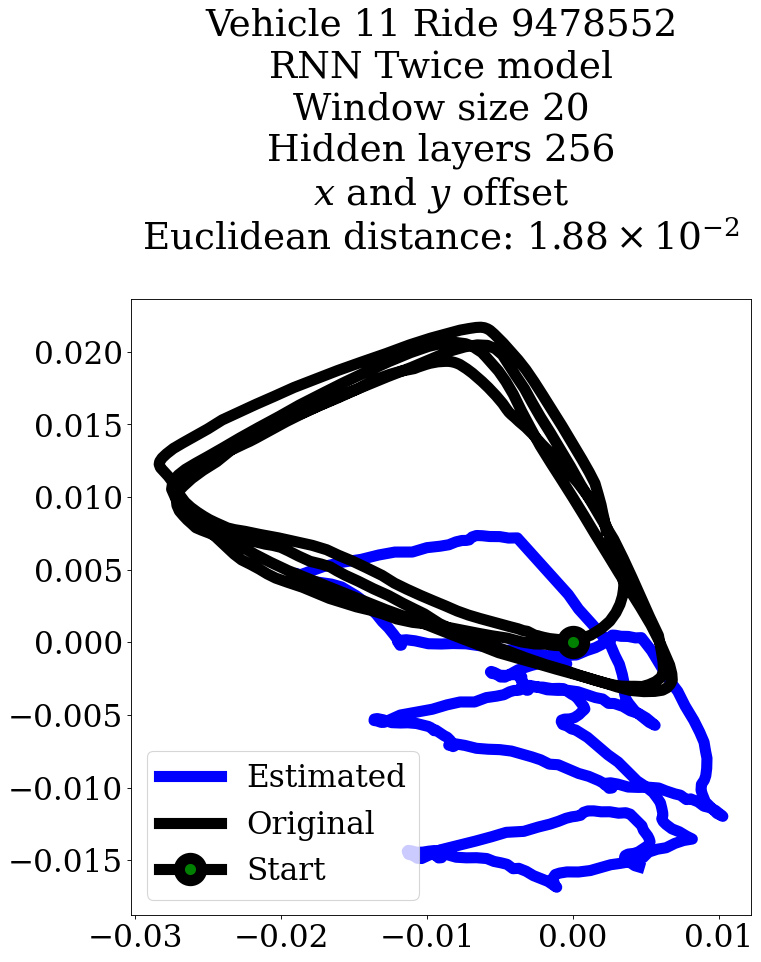 Vehicle 11 Ride 9478552
RNN Twice model
Window size 20
Hidden layers 256
x and y offset
Euclidean distance: 1.88 × 10⁻²
0.020
0.015
0.010
0.005
0.000
−0.005
−0.010
−0.015
Estimated
Original
Start
−0.03 −0.02 −0.01 0.00 0.01